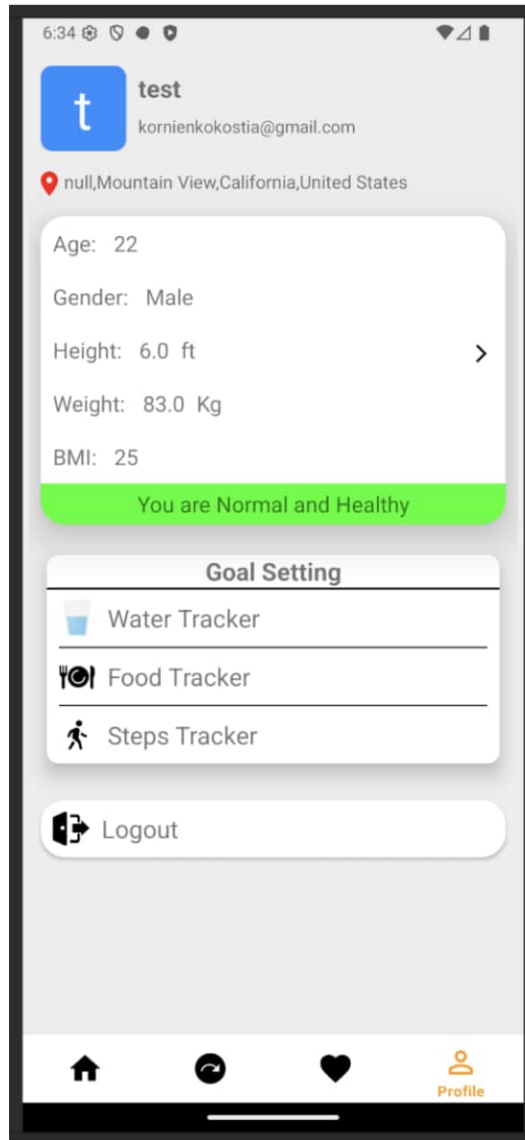 6:34
t
test
kornienkokostia@gmail.com
null,Mountain View,California,United States
Age: 22
Gender: Male
Height: 6.0 ft
Weight: 83.0 Kg
BMI: 25
You are Normal and Healthy
Goal Setting
Water Tracker
Food Tracker
Steps Tracker
Logout
Profile